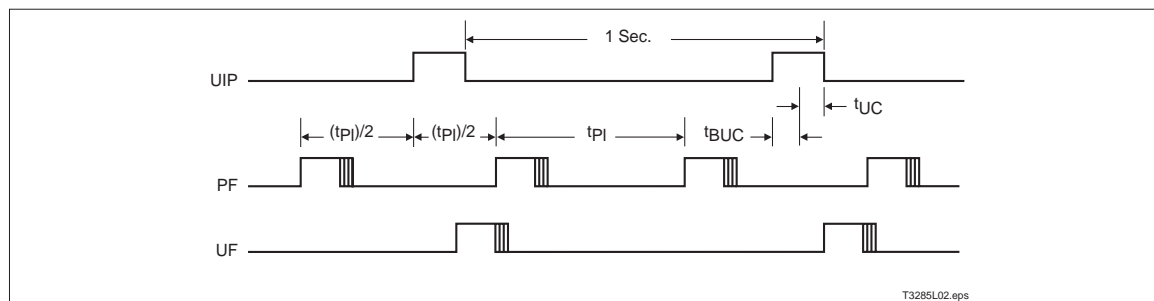 1 Sec.
UIP
tUC
(tPI)/2 (tPI)/2 tPI tBUC
PF
UF
T3285L02.eps